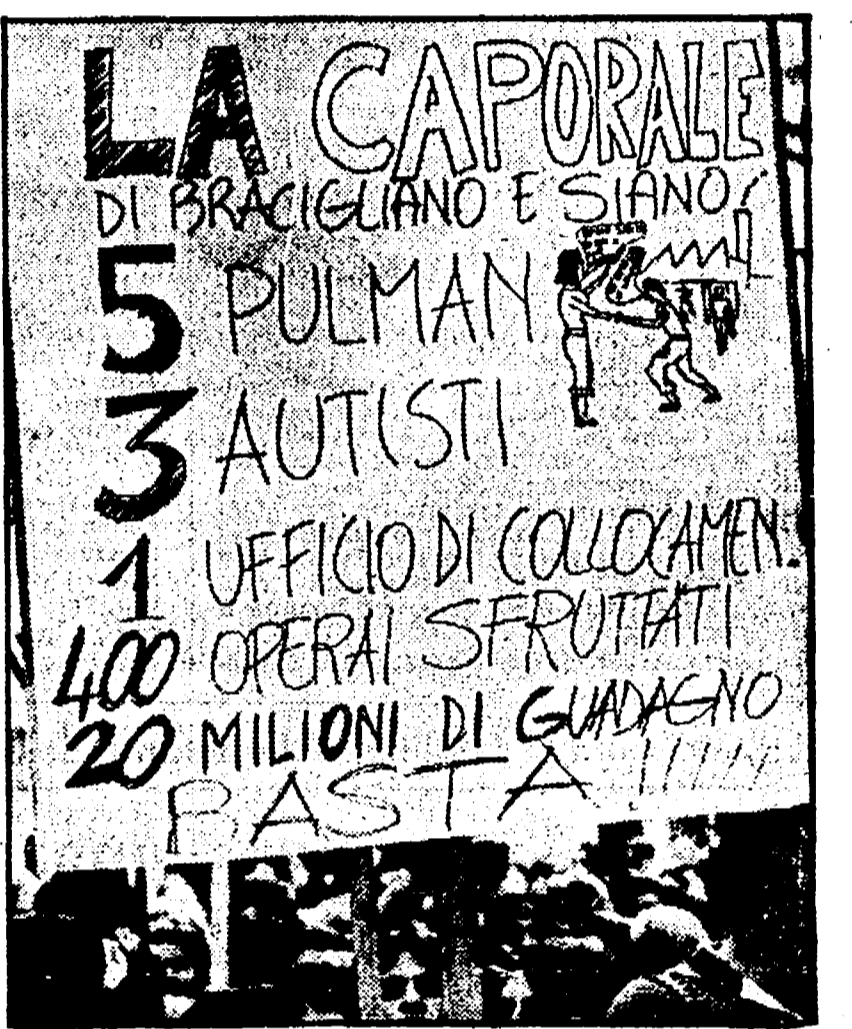 LA CAPORALE
DI BRACIGLIANO E SIANO!
5 PULMAN
3 AUTISTI
1 UFFICIO DI COLLOCAMEN.
400 OPERAI SFRUTTATI
20 MILIONI DI GUADAGNO
BASTA !!!!!